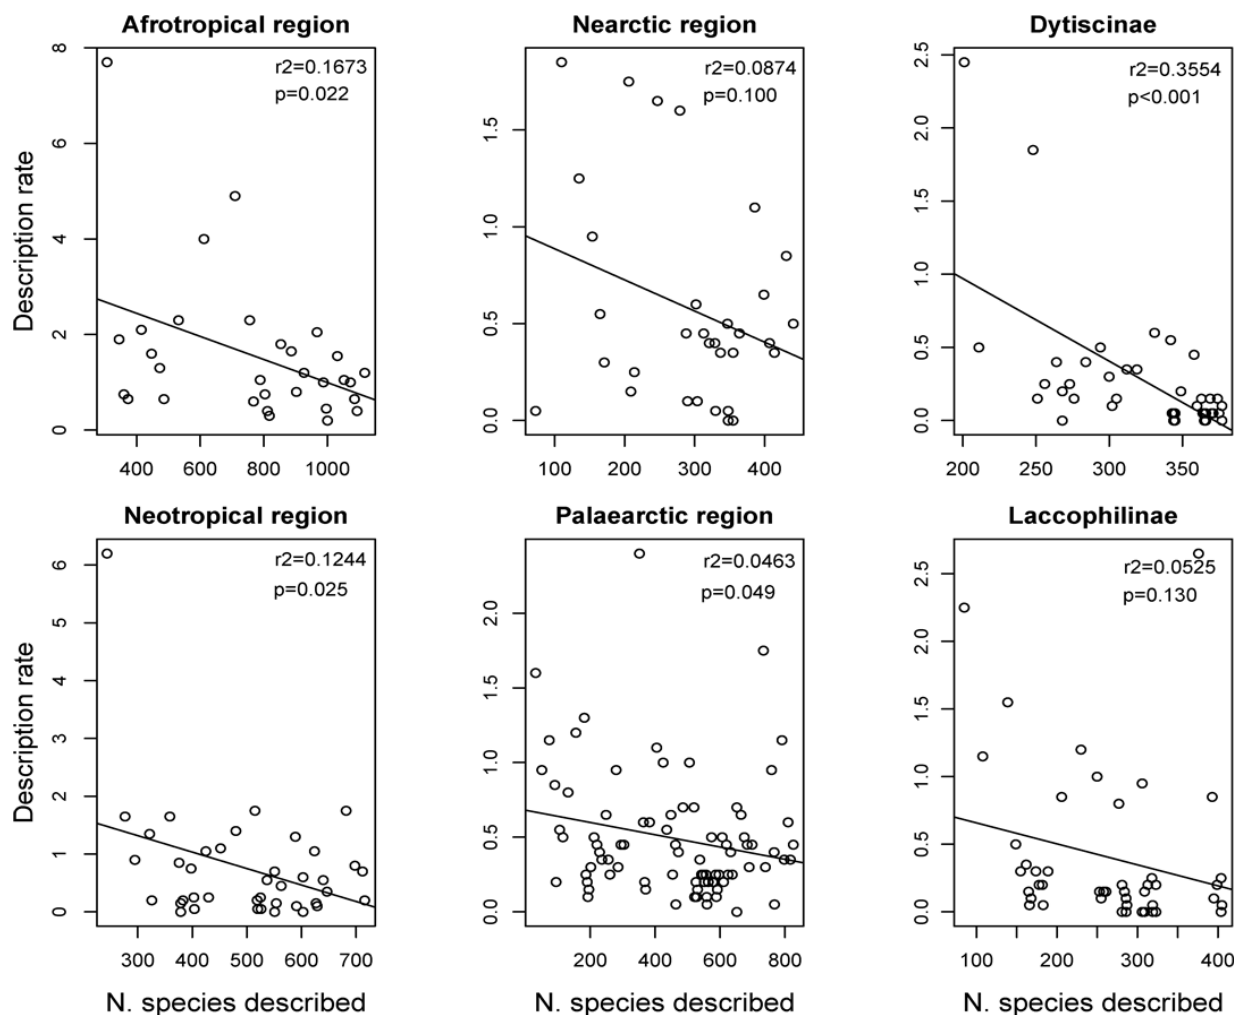 Afrotropical region
r2=0.1673
p=0.022
Description rate
0
2
4
6
8
400
600
800
1000
Nearctic region
r2=0.0874
p=0.100
0.0
0.5
1.0
1.5
100
200
300
400
Dytiscinae
r2=0.3554
p<0.001
0.0
0.5
1.0
1.5
2.0
2.5
200
250
300
350
Neotropical region
r2=0.1244
p=0.025
Description rate
0
1
2
3
4
5
6
300
400
500
600
700
N. species described
Palaearctic region
r2=0.0463
p=0.049
0.0
0.5
1.0
1.5
2.0
0
200
400
600
800
N. species described
Laccophilinae
r2=0.0525
p=0.130
0.0
0.5
1.0
1.5
2.0
2.5
100
200
300
400
N. species described